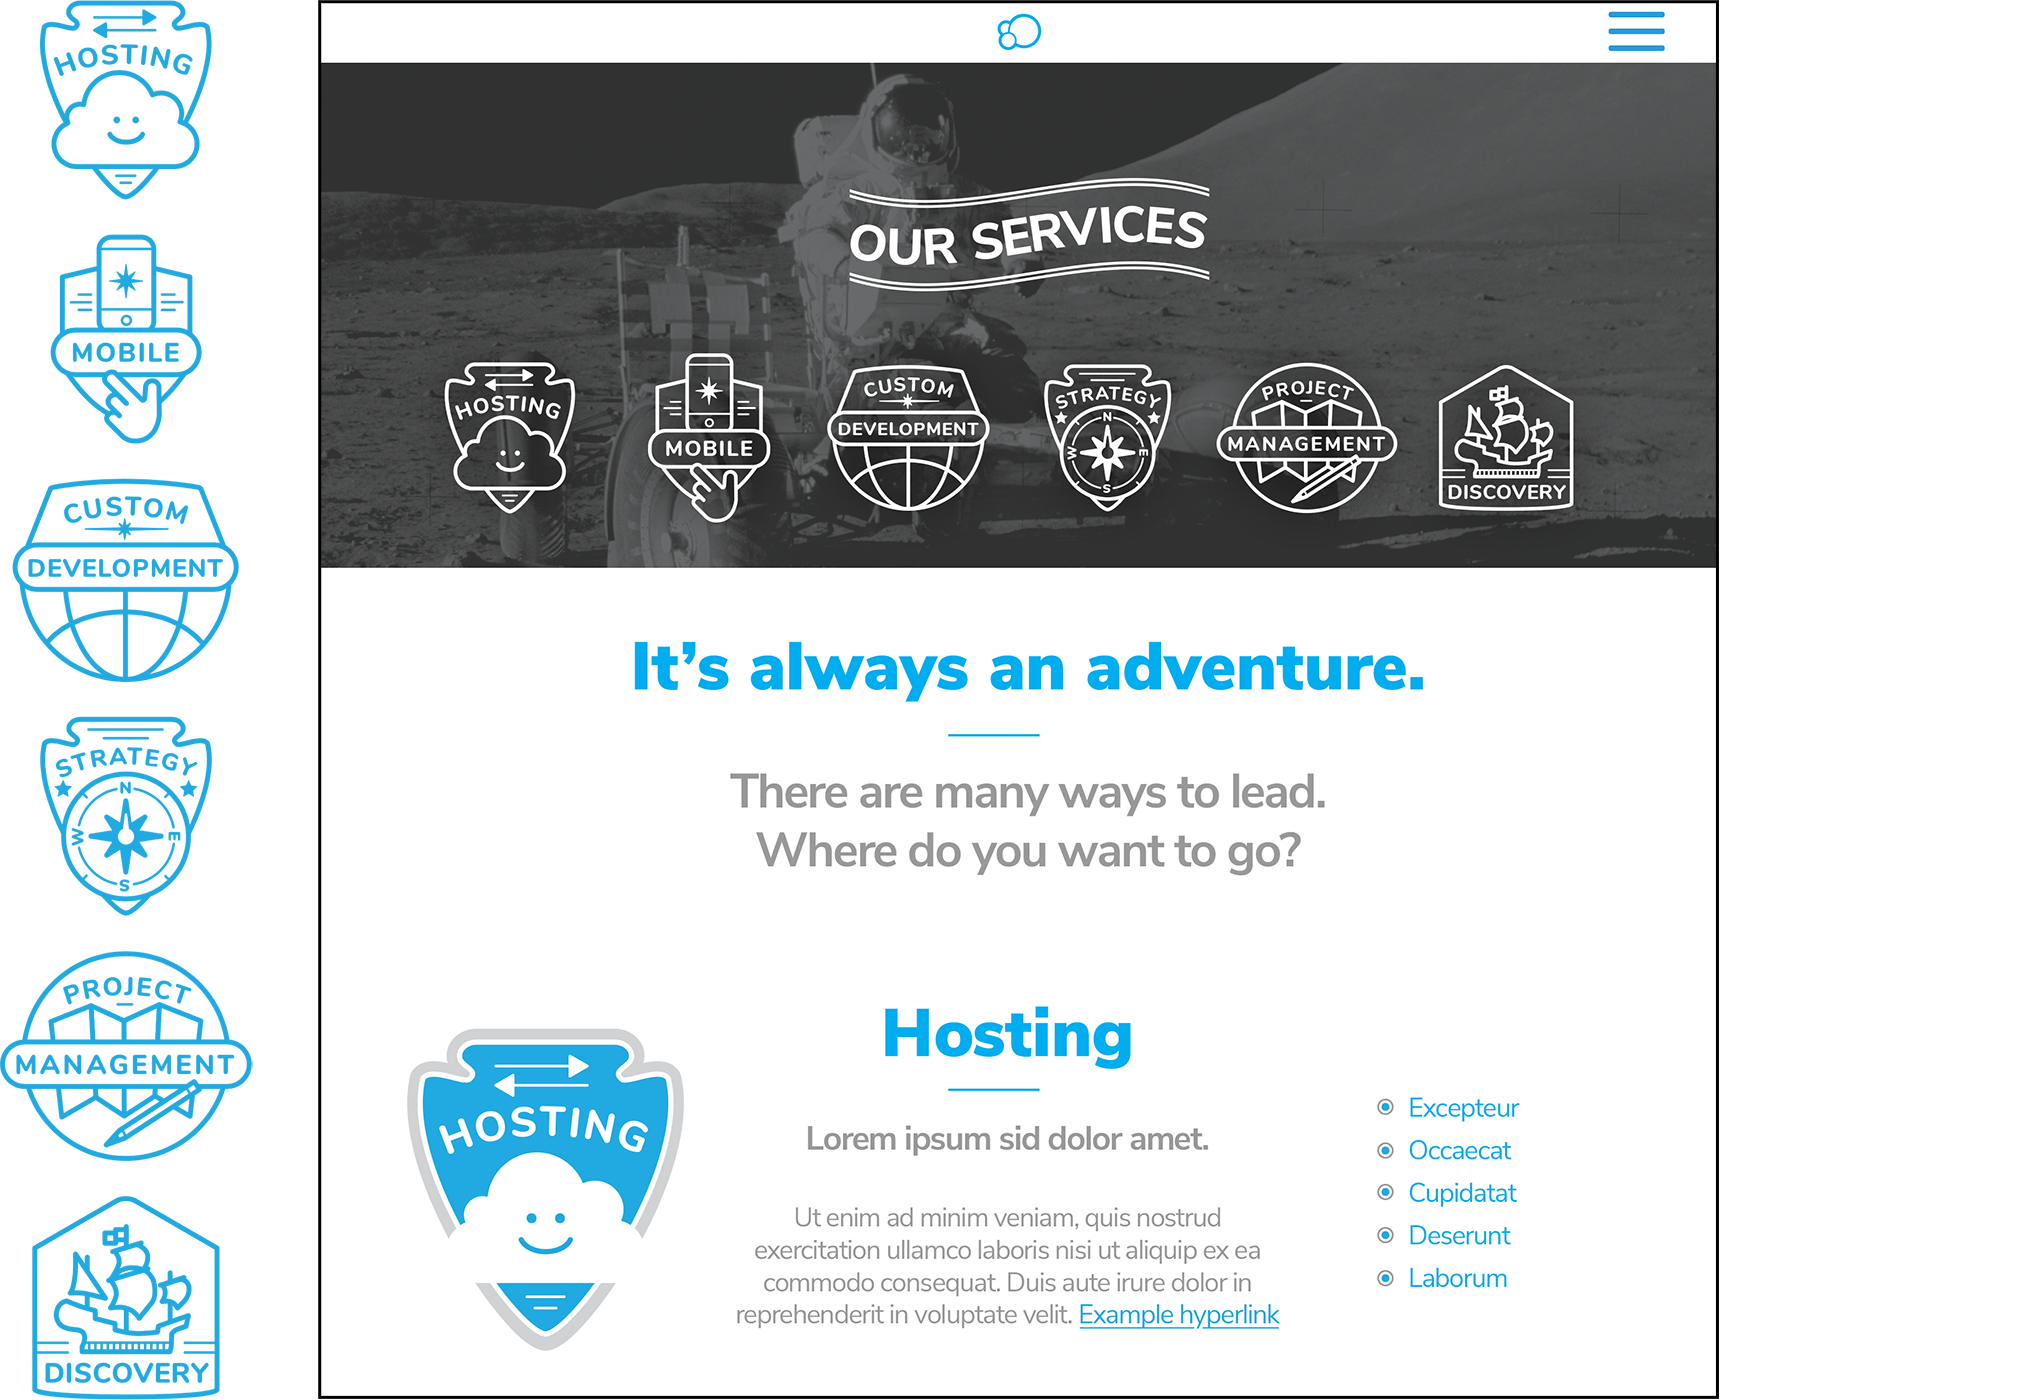 HOSTING
MOBILE
CUSTOM
DEVELOPMENT
STRATEGY
N
W
E
S
PROJECT
MANAGEMENT
DISCOVERY
OUR SERVICES
HOSTING
MOBILE
CUSTOM
DEVELOPMENT
STRATEGY
N
W
E
S
PROJECT
MANAGEMENT
DISCOVERY
It’s always an adventure.
There are many ways to lead.
Where do you want to go?
HOSTING
Hosting
Lorem ipsum sid dolor amet.
Ut enim ad minim veniam, quis nostrud
exercitation ullamco laboris nisi ut aliquip ex ea
commodo consequat. Duis aute irure dolor in
reprehenderit in voluptate velit. Example hyperlink
Excepteur
Occaecat
Cupidatat
Deserunt
Laborum